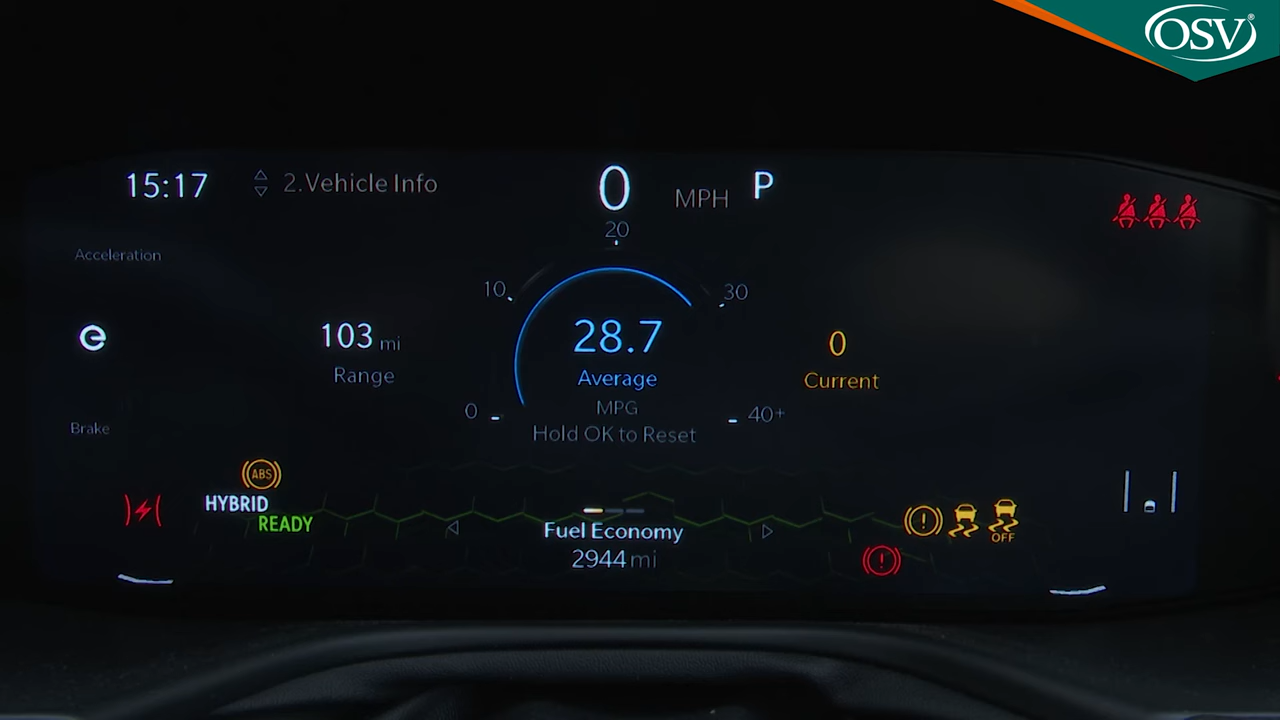 OSV®
15:17
2.Vehicle Info
0 MPH P
20
Acceleration
10
30
103 mi
Range
28.7
Average
MPG
Hold OK to Reset
0
Current
0
40+
Brake
ABS
HYBRID
READY
Fuel Economy
2944 mi
OFF